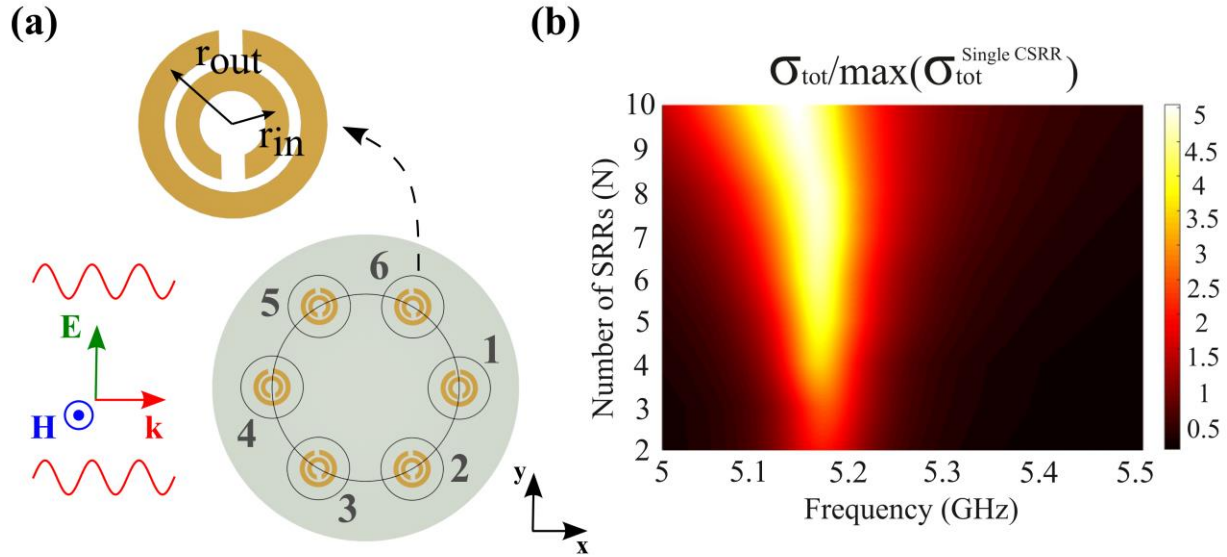 (a)
r_out
r_in
6
5
1
E
H
k
4
2
3
y
x
(b)
σ_tot/max(σ_tot^Single CSRR)
Number of SRRs (N)
10
9
8
7
6
5
4
3
2
5
5.1
5.2
5.3
5.4
5.5
Frequency (GHz)
5
4.5
4
3.5
3
2.5
2
1.5
1
0.5